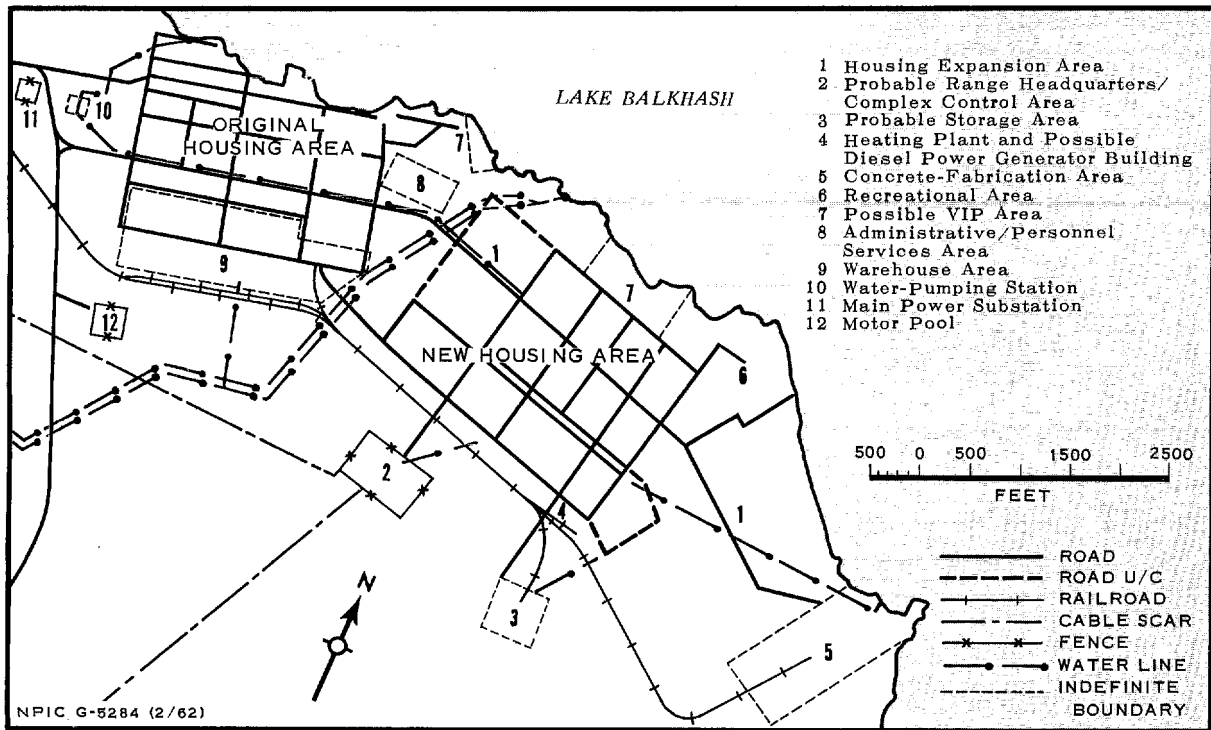 LAKE BALKHASH
1 Housing Expansion Area
2 Probable Range Headquarters/
Complex Control Area
3 Probable Storage Area
4 Heating Plant and Possible
Diesel Power Generator Building
5 Concrete-Fabrication Area
6 Recreational Area
7 Possible VIP Area
8 Administrative/Personnel
Services Area
9 Warehouse Area
10 Water-Pumping Station
11 Main Power Substation
12 Motor Pool
10
11
ORIGINAL
HOUSING AREA
7
8
9
1
7
12
NEW HOUSING AREA
6
2
4
1
3
5
500 0 500 1500 2500
FEET
ROAD
ROAD U/C
RAILROAD
CABLE SCAR
FENCE
WATER LINE
INDEFINITE
BOUNDARY
N
NPIC G-5284 (2/62)